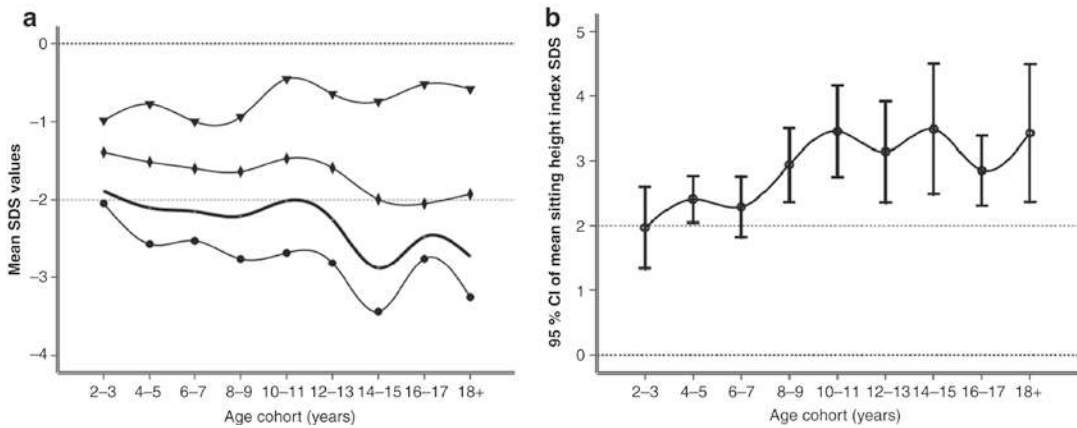 a
Mean SDS values
0
–1
–2
–3
–4
2–3 4–5 6–7 8–9 10–11 12–13 14–15 16–17 18+
Age cohort (years)
b
95 % CI of mean sitting height index SDS
5
4
3
2
1
0
2–3 4–5 6–7 8–9 10–11 12–13 14–15 16–17 18+
Age cohort (years)